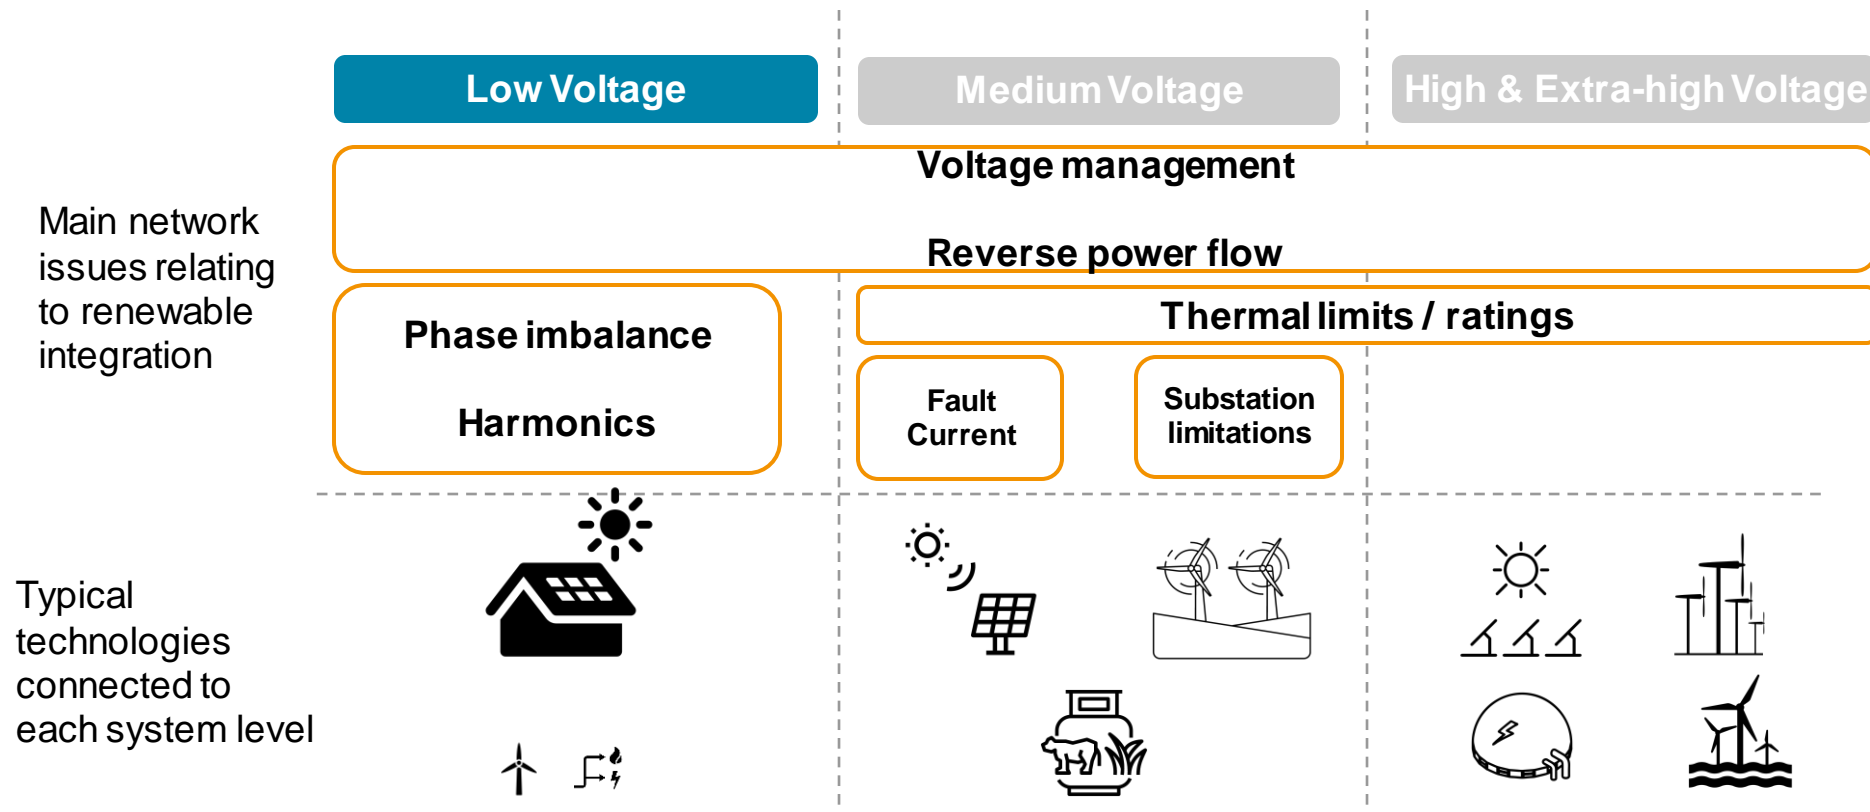 Low Voltage
Medium Voltage
High & Extra-high Voltage
Main network
issues relating
to renewable
integration
Voltage management
Reverse power flow
Phase imbalance
Harmonics
Thermal limits / ratings
Fault
Current
Substation
limitations
Typical
technologies
connected to
each system level